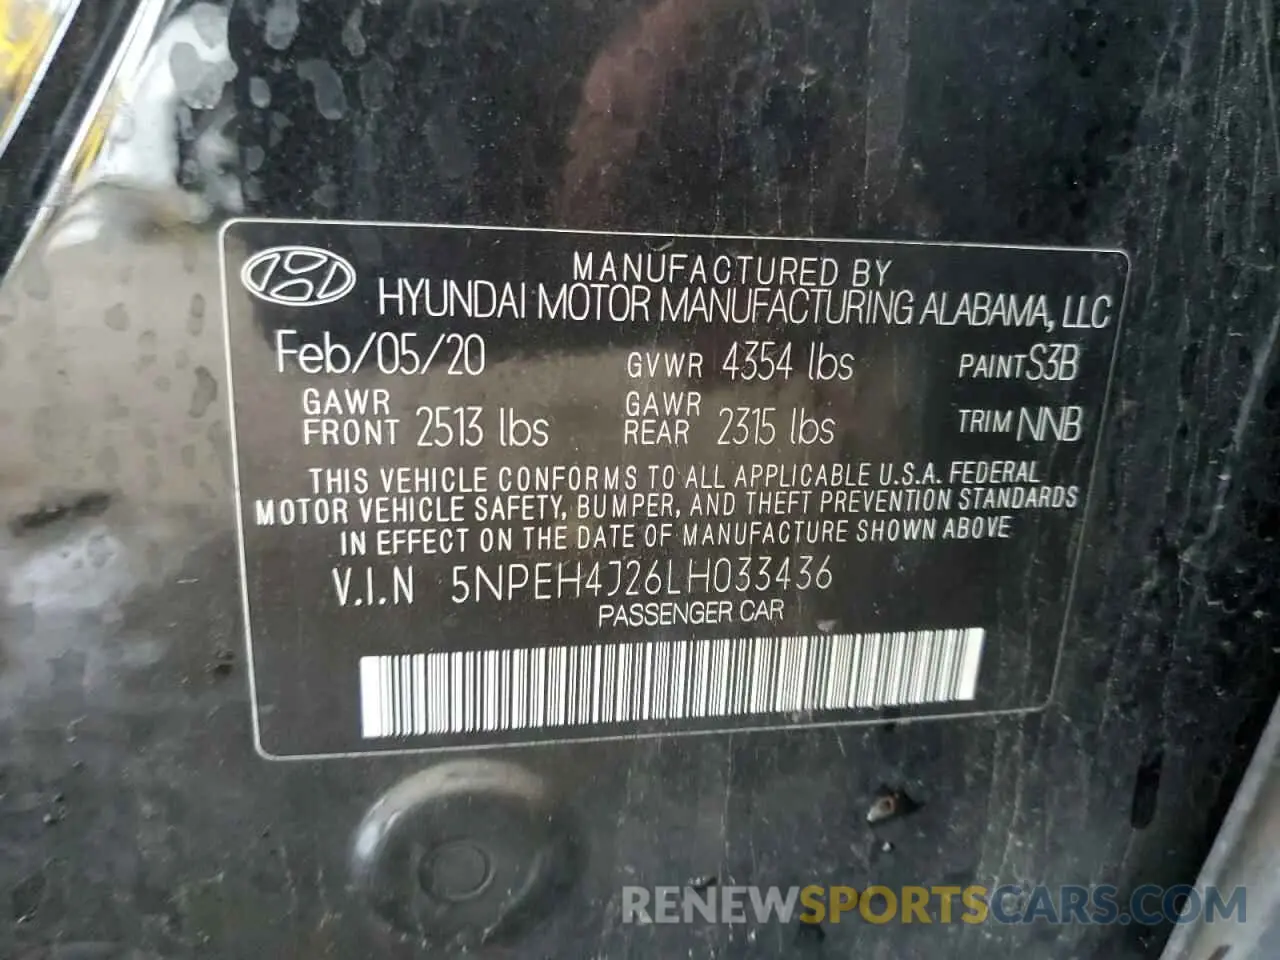 MANUFACTURED BY
HYUNDAI MOTOR MANUFACTURING ALABAMA, LLC
Feb/05/20 GVWR 4354 lbs PAINT S3B
GAWR FRONT 2513 lbs GAWR REAR 2315 lbs TRIM NNB
THIS VEHICLE CONFORMS TO ALL APPLICABLE U.S.A. FEDERAL
MOTOR VEHICLE SAFETY, BUMPER, AND THEFT PREVENTION STANDARDS
IN EFFECT ON THE DATE OF MANUFACTURE SHOWN ABOVE
V.I.N 5NPEH4J26LH033436
PASSENGER CAR
RENEWSPORTSCARS.COM